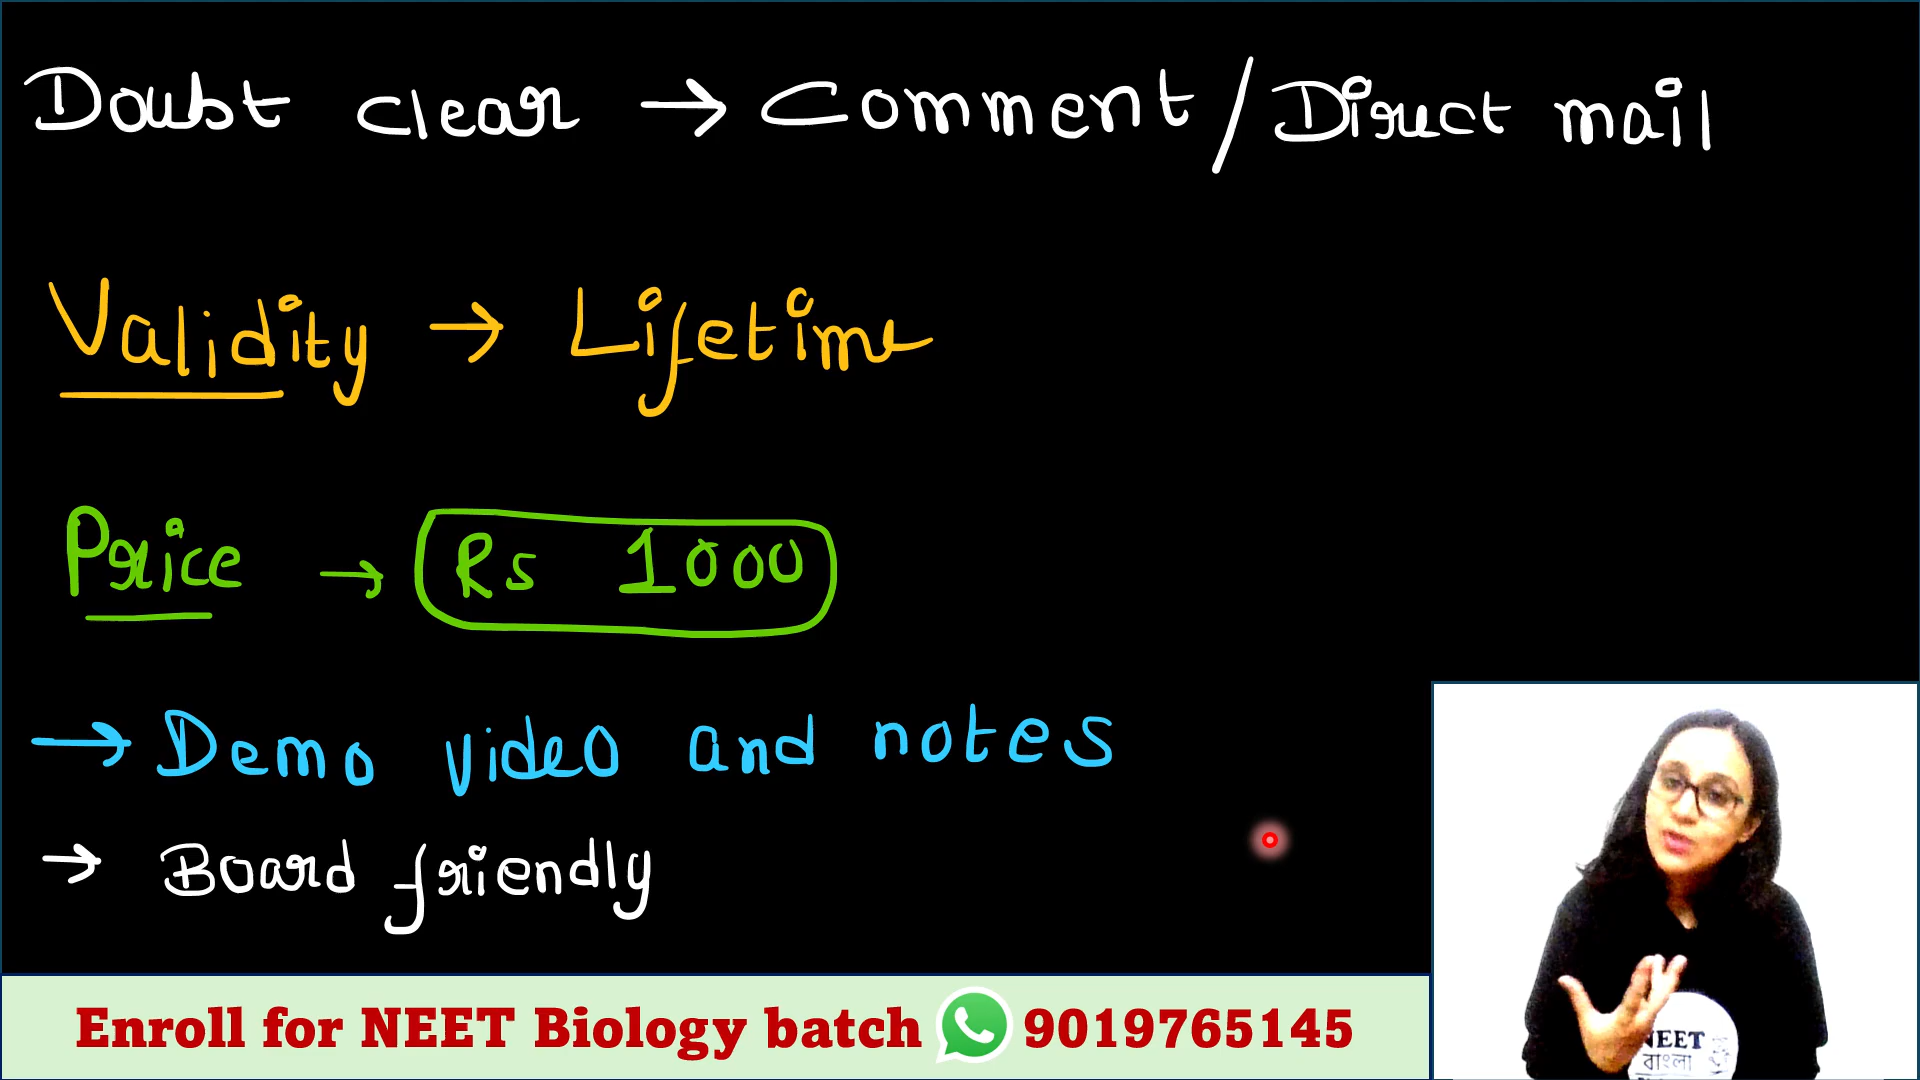 Doubt clear → Comment / Direct mail
Validity → Lifetime
Price → Rs 1000
→ Demo video and notes
→ Board friendly
Enroll for NEET Biology batch 9019765145
NEET
বাংলা